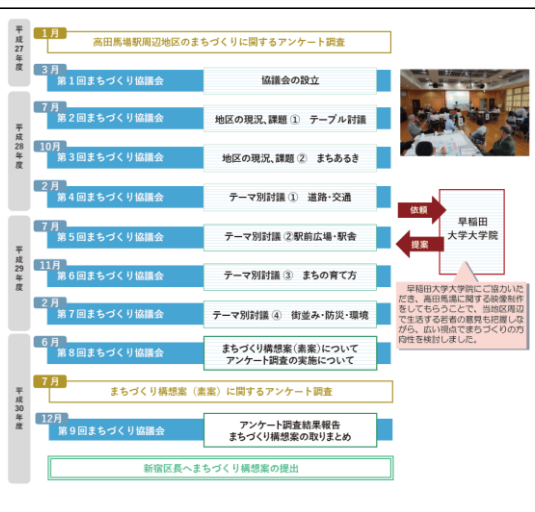 平成27年度
1月
高田馬場駅周辺地区のまちづくりに関するアンケート調査
3月
第1回まちづくり協議会
協議会の設立
平成28年度
7月
第2回まちづくり協議会
地区の現況、課題 ① テーブル討議
10月
第3回まちづくり協議会
地区の現況、課題 ② まちあるき
2月
第4回まちづくり協議会
テーマ別討議 ① 道路・交通
平成29年度
7月
第5回まちづくり協議会
テーマ別討議 ② 駅前広場・駅舎
11月
第6回まちづくり協議会
テーマ別討議 ③ まちの育て方
2月
第7回まちづくり協議会
テーマ別討議 ④ 街並み・防災・環境
依頼
提案
早稲田
大学大学院
早稲田大学大学院にご協力いた
だき、高田馬場に関する映像制作
をしてもらうことで、当地区周辺
で生活する若者の意見も把握しな
がら、広い視点でまちづくりの方
向性を検討しました。
平成30年度
6月
第8回まちづくり協議会
まちづくり構想案(素案)について
アンケート調査の実施について
7月
まちづくり構想案(素案)に関するアンケート調査
12月
第9回まちづくり協議会
アンケート調査結果報告
まちづくり構想案の取りまとめ
新宿区長へまちづくり構想案の提出